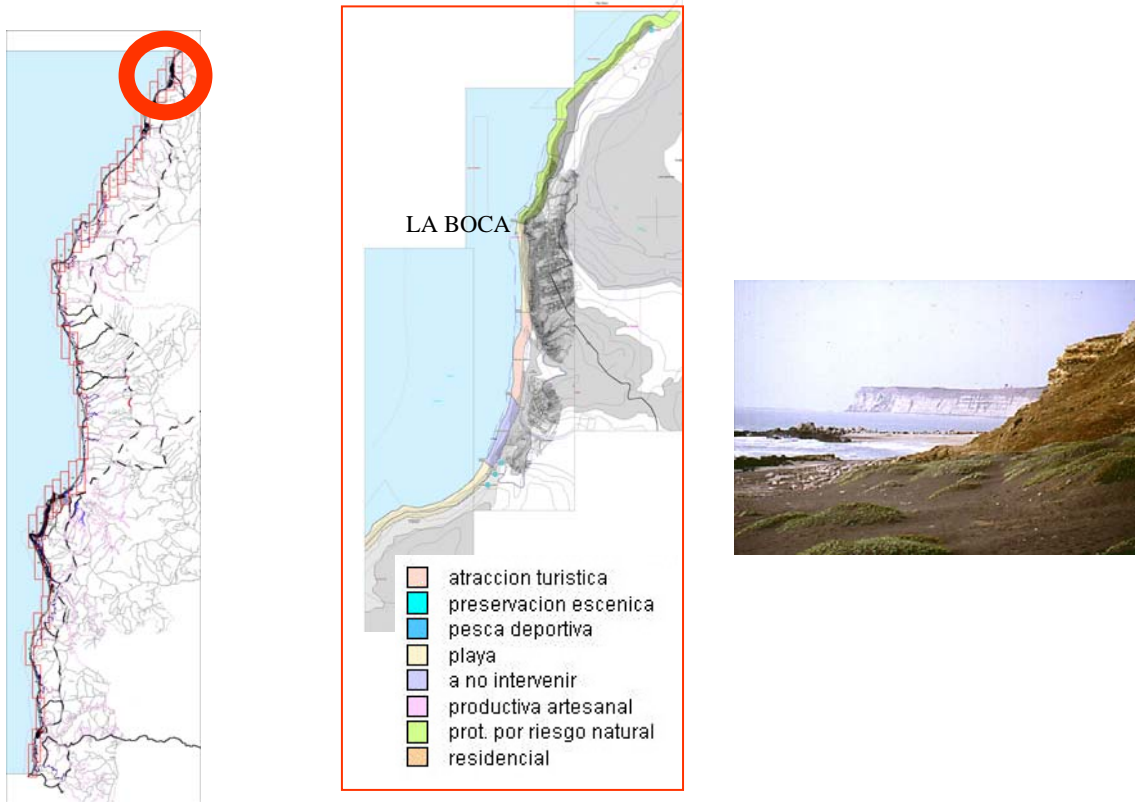 LA BOCA
atraccion turistica
preservacion escenica
pesca deportiva
playa
a no intervenir
productiva artesanal
prot. por riesgo natural
residencial